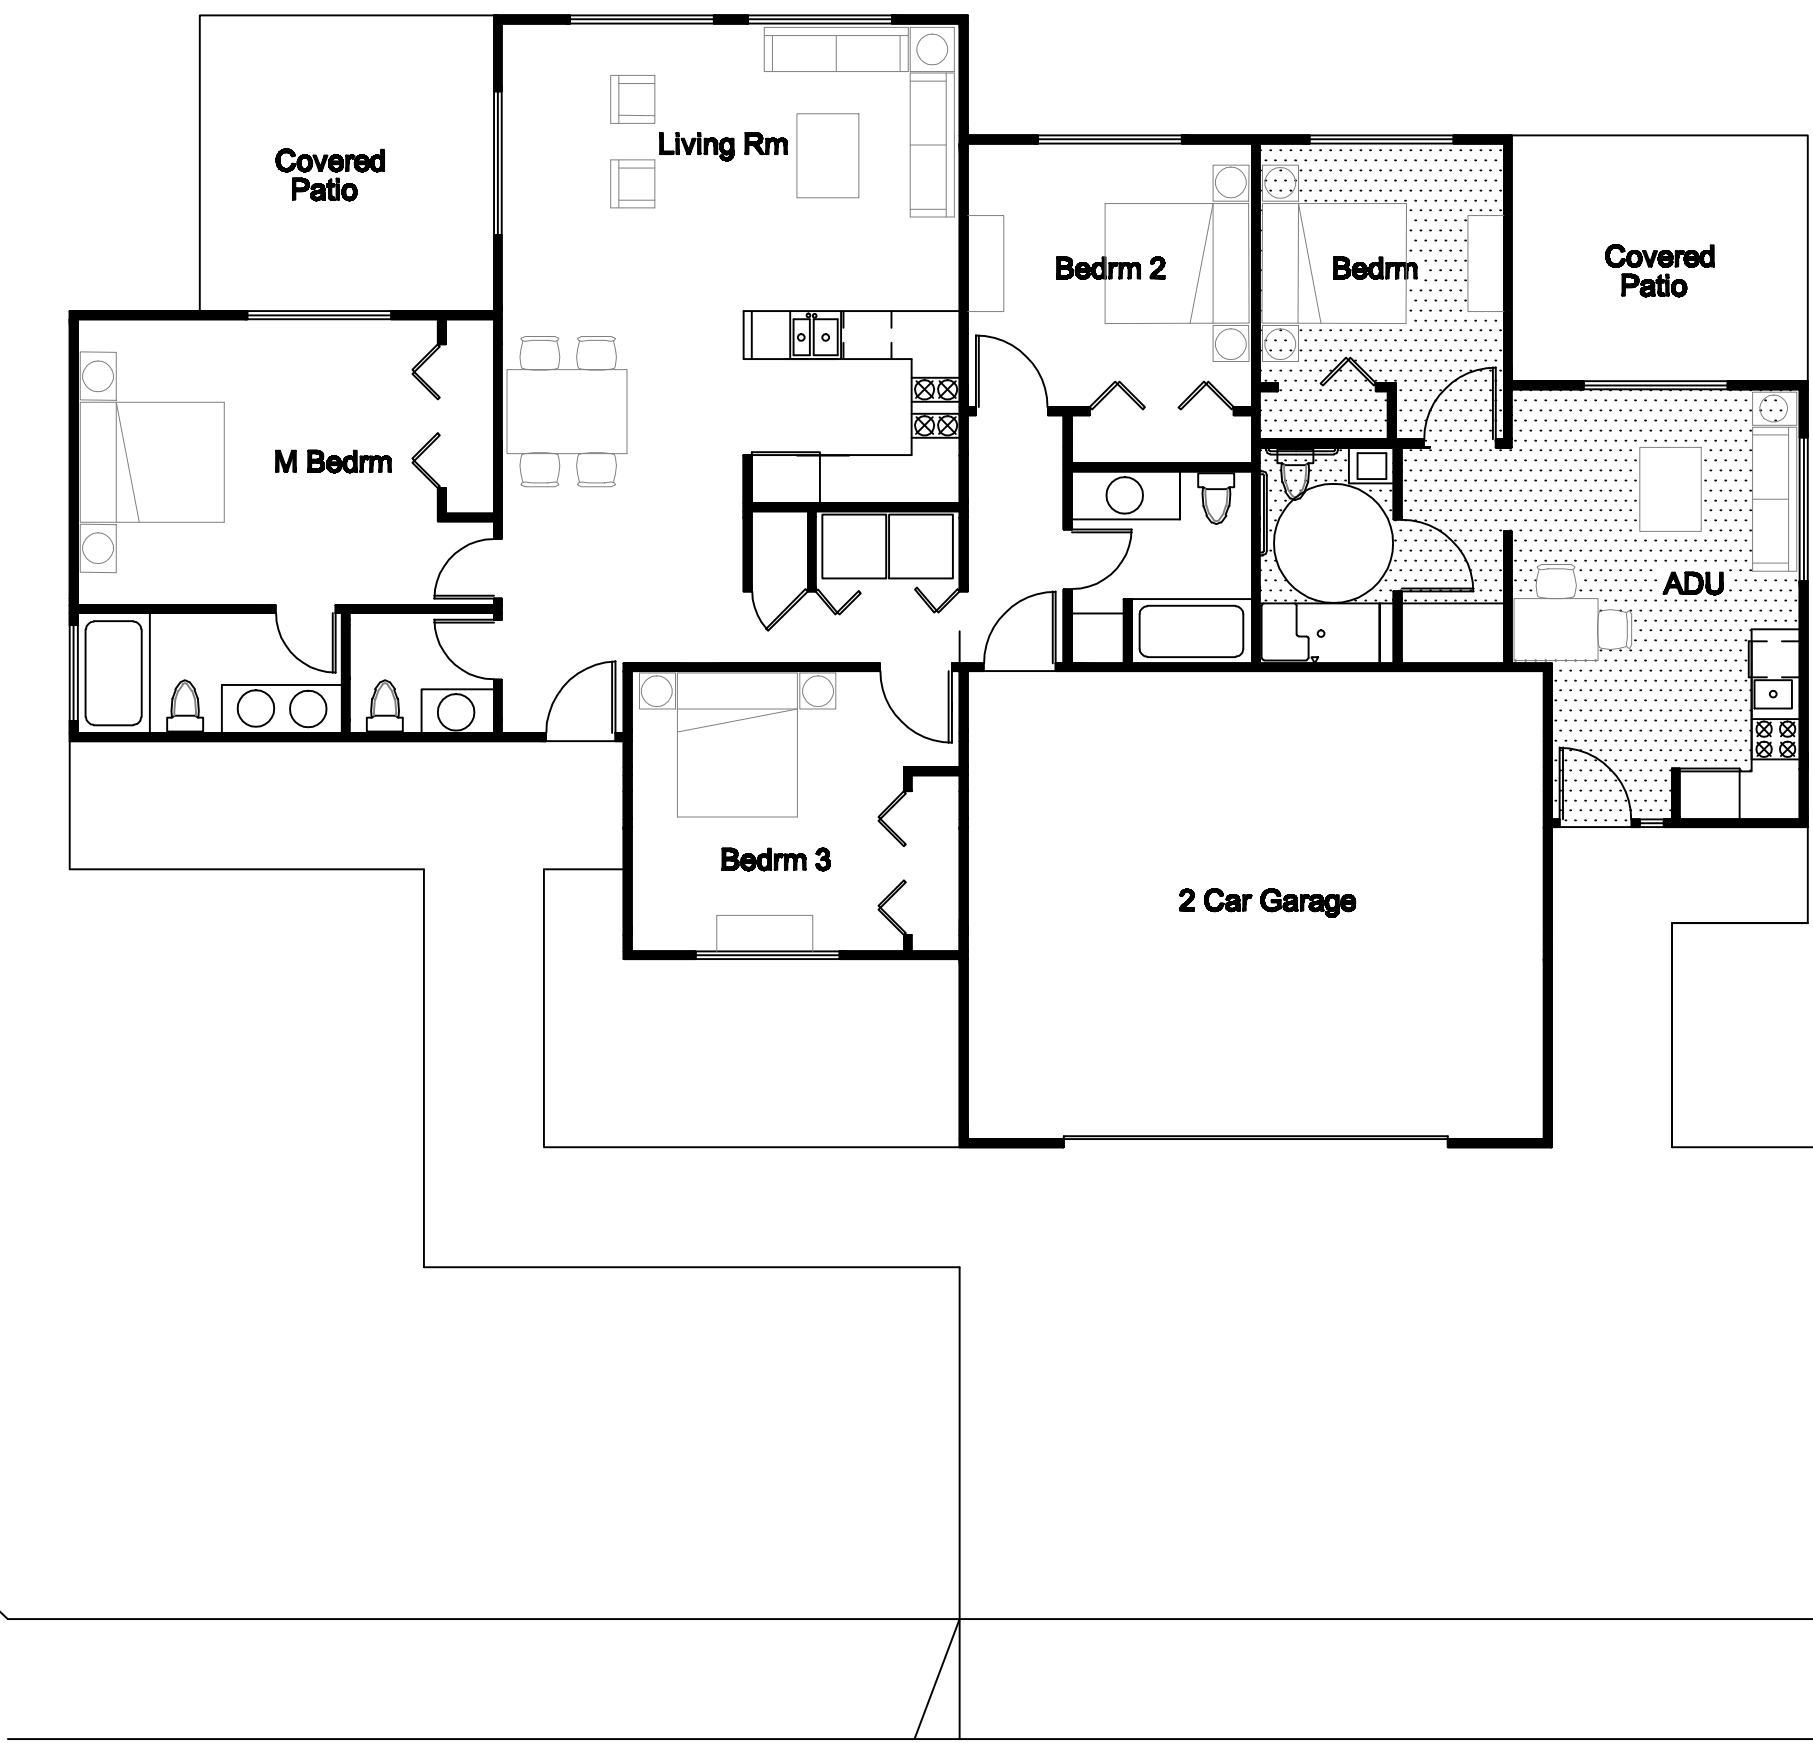 Living Rm
Covered
Patio
Bedrm 2
Bedrm
Covered
Patio
M Bedrm
ADU
Bedrm 3
2 Car Garage